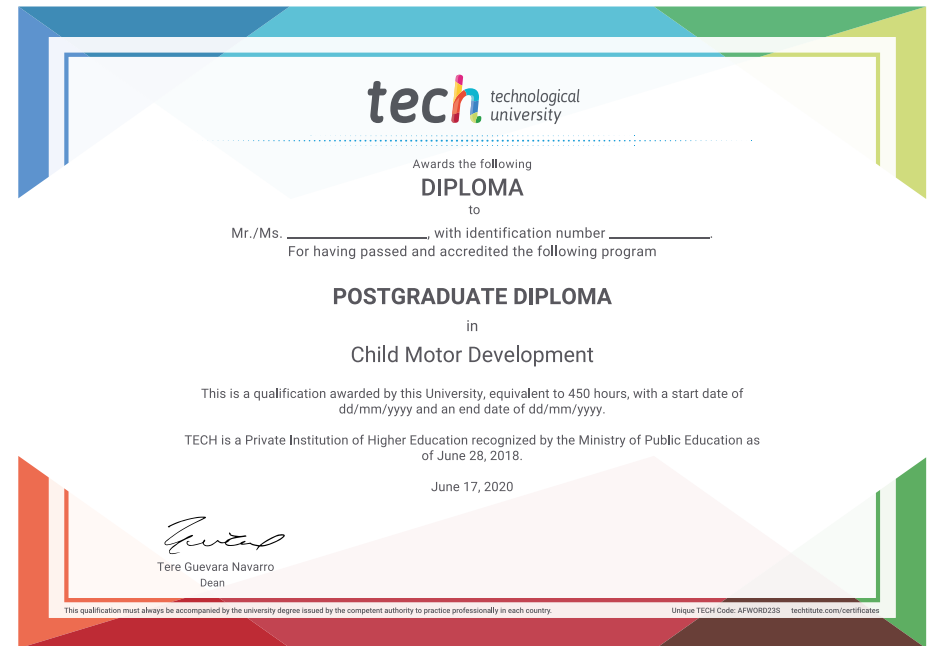 tech technological
university
Awards the following
DIPLOMA
to
Mr./Ms. ____________, with identification number ____________.
For having passed and accredited the following program
POSTGRADUATE DIPLOMA
in
Child Motor Development
This is a qualification awarded by this University, equivalent to 450 hours, with a start date of
dd/mm/yyyy and an end date of dd/mm/yyyy.
TECH is a Private Institution of Higher Education recognized by the Ministry of Public Education as
of June 28, 2018.
June 17, 2020
Tere Guevara Navarro
Dean
This qualification must always be accompanied by the university degree issued by the competent authority to practice professionally in each country.
Unique TECH Code: AFWORD23S techtitute.com/certificates